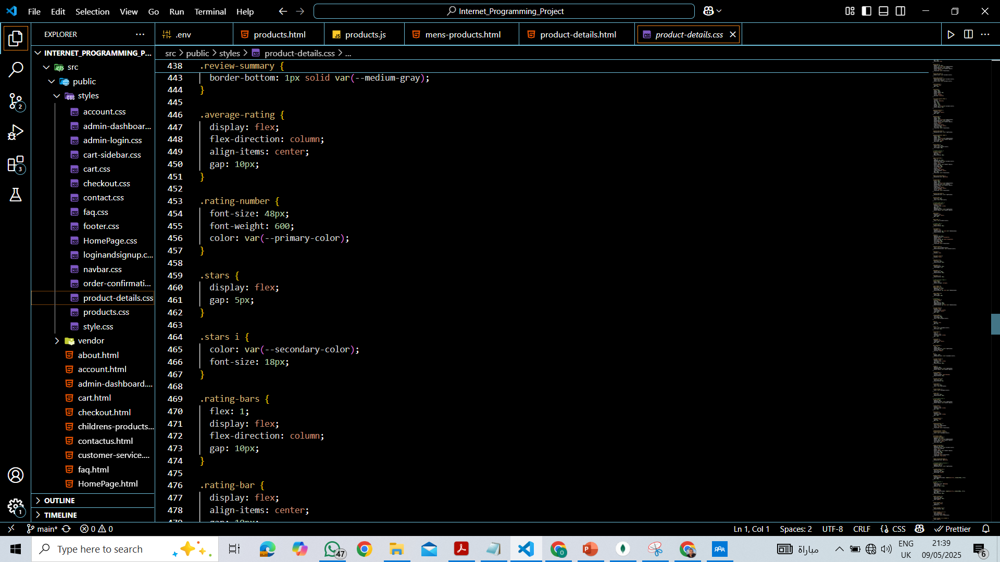 File Edit Selection View Go Run Terminal Help
Internet_Programming_Project
EXPLORER
.env
products.html
products.js
mens-products.html
product-details.html
product-details.css
INTERNET_PROGRAMMING_P...
src
public
styles
account.css
admin-dashboar...
admin-login.css
cart-sidebar.css
cart.css
checkout.css
contact.css
faq.css
footer.css
HomePage.css
loginandsignup.c...
navbar.css
order-confirmati...
product-details.css
products.css
style.css
vendor
about.html
account.html
admin-dashboard....
cart.html
checkout.html
childrens-products...
contactus.html
customer-service....
faq.html
HomePage.html
OUTLINE
TIMELINE
2
3
1
src > public > styles > product-details.css > ...
438 .review-summary {
443 border-bottom: 1px solid var(--medium-gray);
444 }
445
446 .average-rating {
447 display: flex;
448 flex-direction: column;
449 align-items: center;
450 gap: 10px;
451 }
452
453 .rating-number {
454 font-size: 48px;
455 font-weight: 600;
456 color: var(--primary-color);
457 }
458
459 .stars {
460 display: flex;
461 gap: 5px;
462 }
463
464 .stars i {
465 color: var(--secondary-color);
466 font-size: 18px;
467 }
468
469 .rating-bars {
470 flex: 1;
471 display: flex;
472 flex-direction: column;
473 gap: 10px;
474 }
475
476 .rating-bar {
477 display: flex;
478 align-items: center;
479 gap: 10px;
main* 0 0
Ln 1, Col 1 Spaces: 2 UTF-8 CRLF CSS Prettier
Type here to search
47
مباراة
ENG
UK
21:39
09/05/2025
6